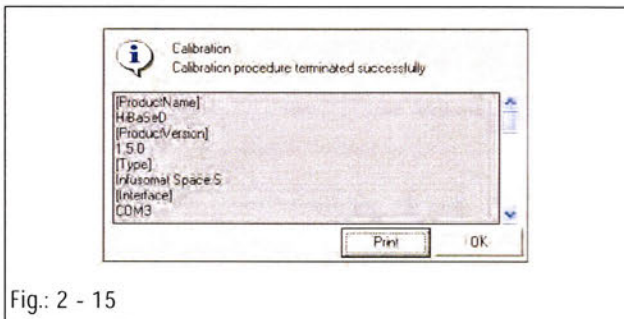 Calibration
Calibration procedure terminated successfully
[ProductName]
HiBaSeD
[ProductVersion]
1.5.0
[Type]
Infusomat Space S
[Interface]
COM3
Print
OK
Fig.: 2 - 15